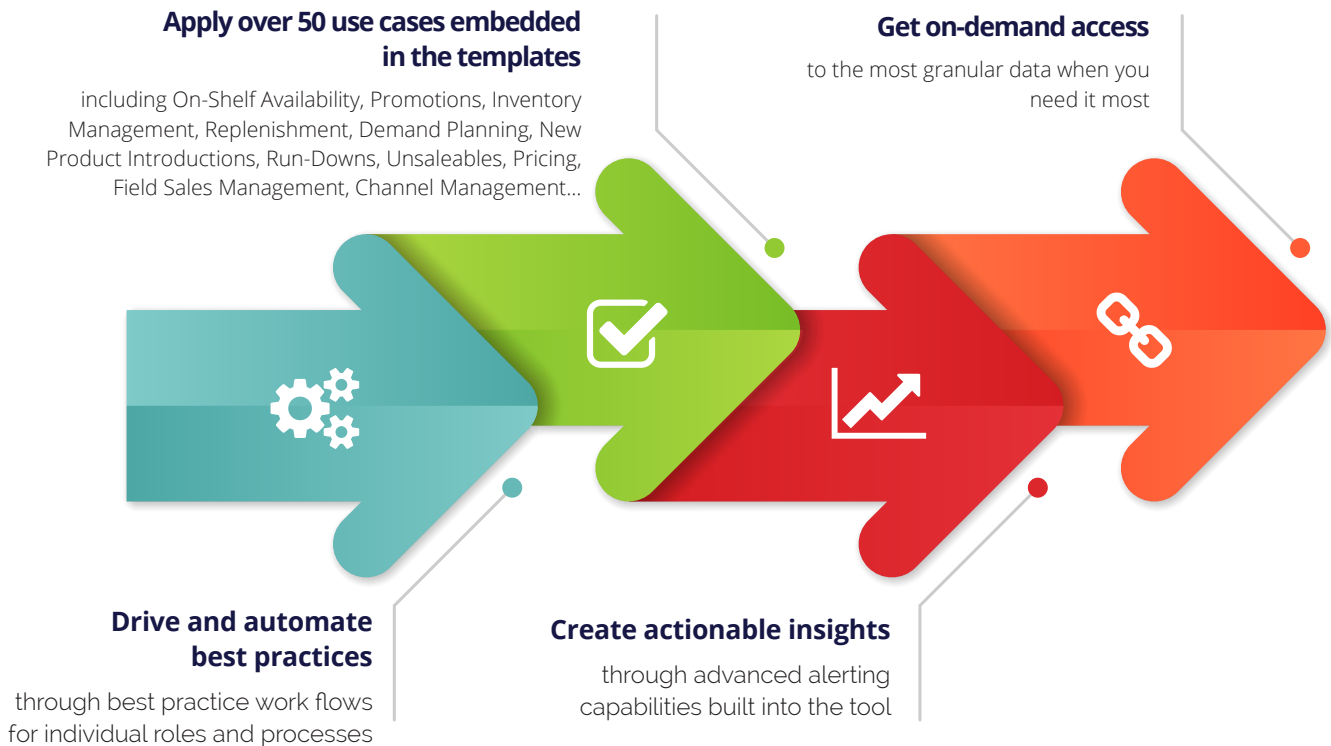 Apply over 50 use cases embedded
in the templates
including On-Shelf Availability, Promotions, Inventory
Management, Replenishment, Demand Planning, New
Product Introductions, Run-Downs, Unsaleables, Pricing,
Field Sales Management, Channel Management...
Get on-demand access
to the most granular data when you
need it most
Drive and automate
best practices
through best practice work flows
for individual roles and processes
Create actionable insights
through advanced alerting
capabilities built into the tool